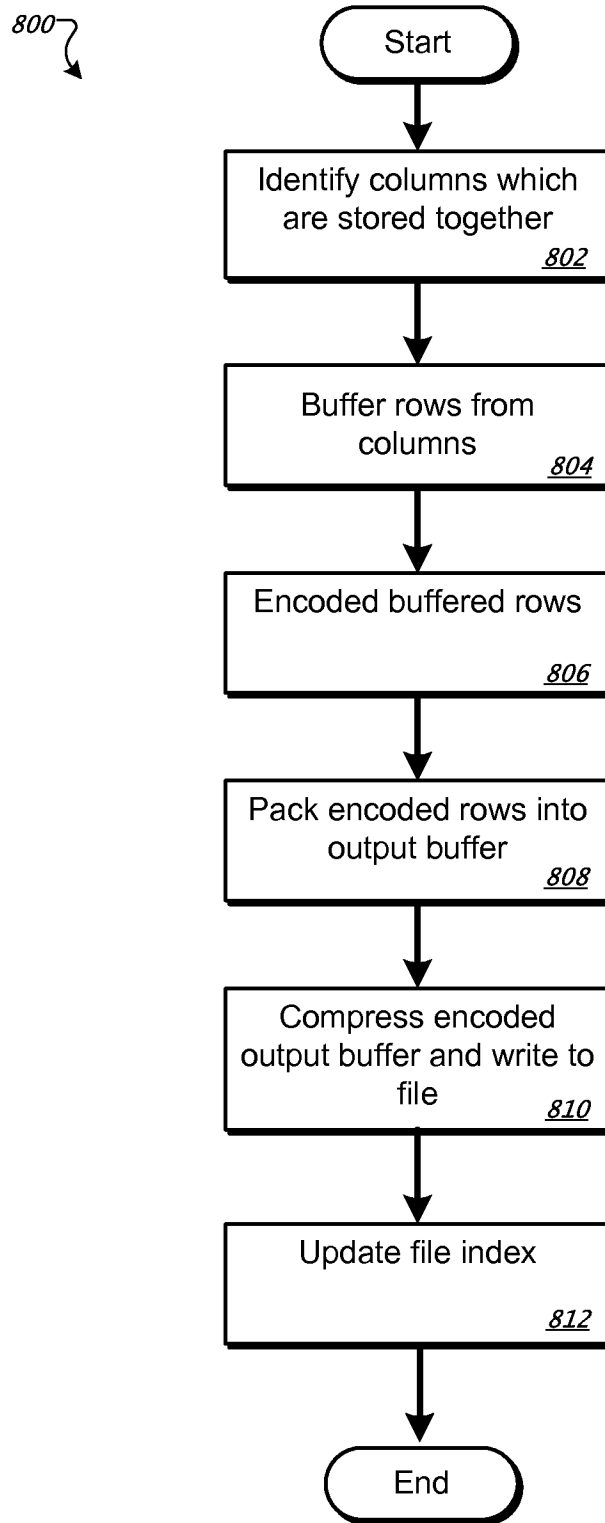 800
Start
Identify columns which
are stored together
802
Buffer rows from
columns
804
Encoded buffered rows
806
Pack encoded rows into
output buffer
808
Compress encoded
output buffer and write to
file
810
Update file index
812
End